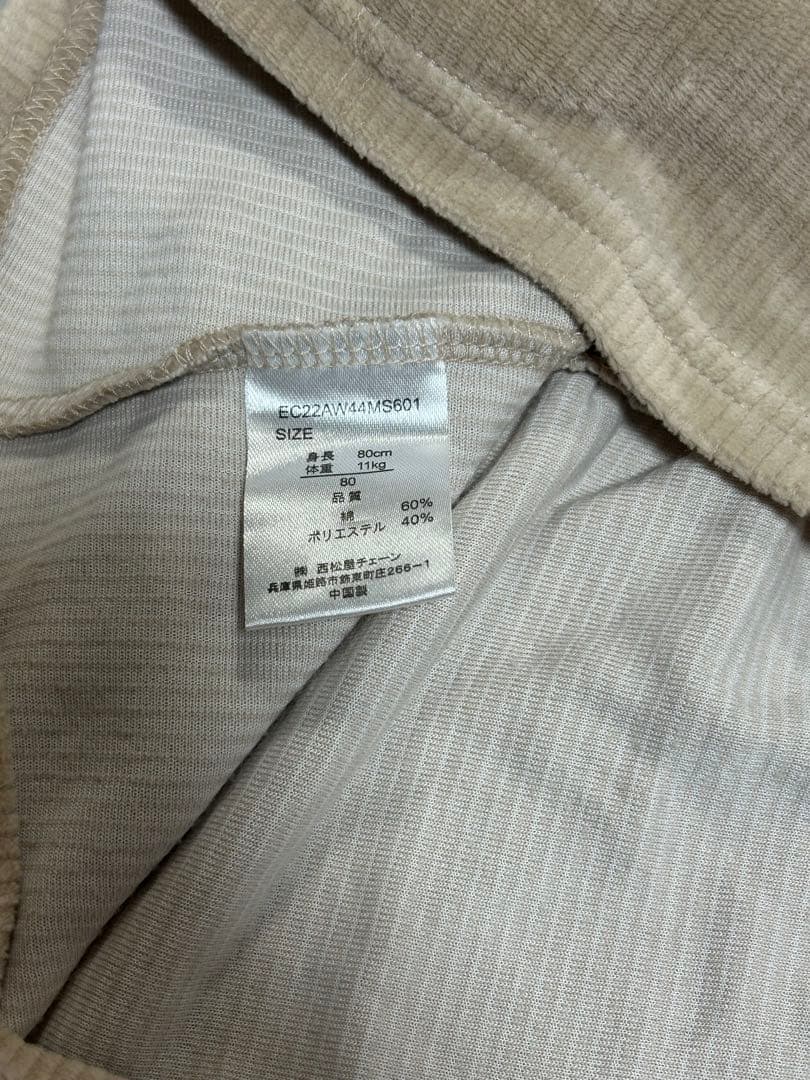 EC22AW44MS601
SIZE
身長 80cm
体重 11kg
80
品質
綿 60%
ポリエステル 40%
㈱ 西松屋チェーン
兵庫県姫路市飾東町庄266-1
中国製